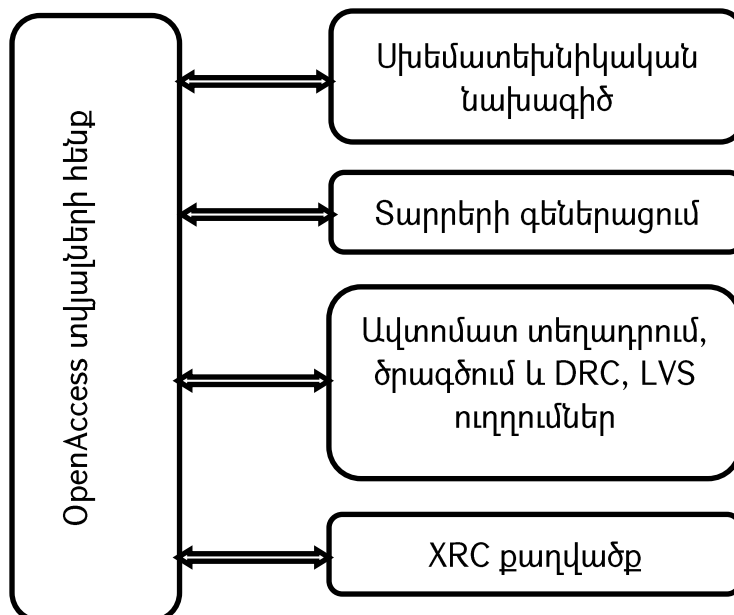 OpenAccess տվյալների հենք
Սխեմատեխնիկական
նախագիծ
Տարրերի գեներացում
Ավտոմատ տեղադրում,
ծրագծում և DRC, LVS
ուղղումներ
XRC քաղվածք